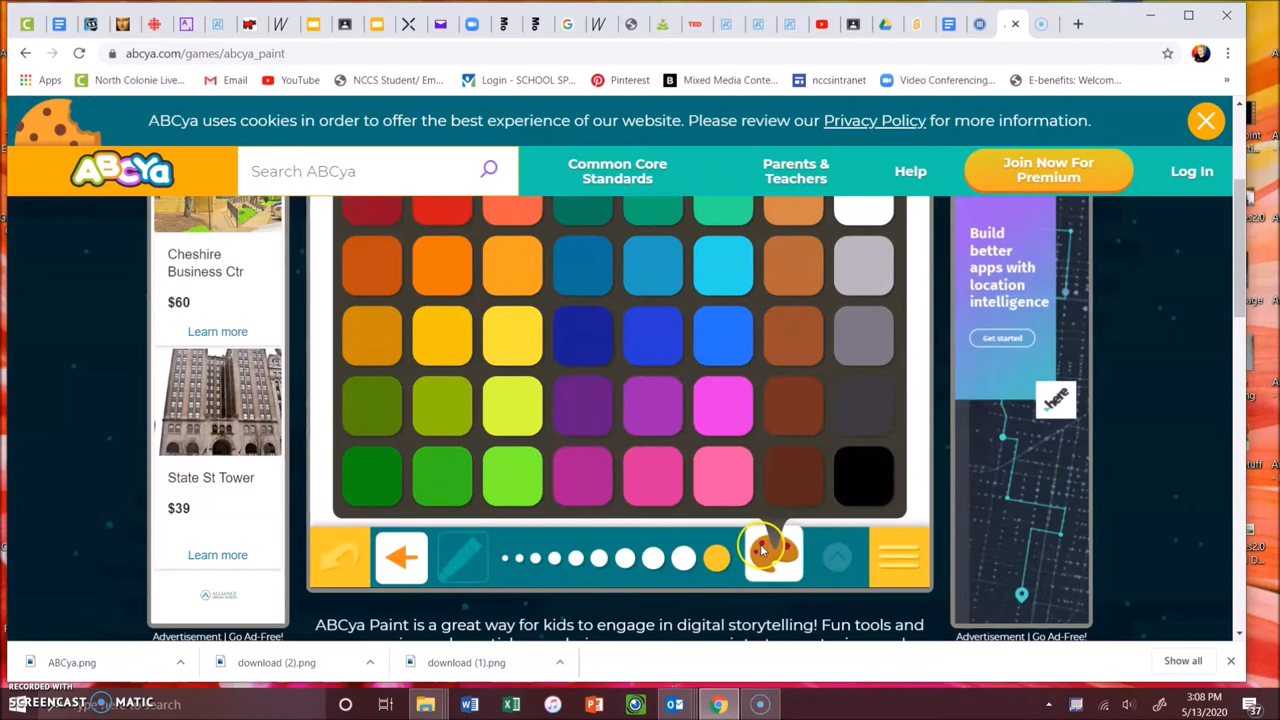 abcya.com/games/abcya_paint
Apps
North Colonie Live...
Email
YouTube
NCCS Student/ Em...
Login - SCHOOL SP...
Pinterest
Mixed Media Conte...
nccsintranet
Video Conferencing...
E-benefits: Welcom...
»
ABCya uses cookies in order to offer the best experience of our website. Please review our Privacy Policy for more information.
ABCYa
Search ABCya
Common Core
Standards
Parents &
Teachers
Help
Join Now For
Premium
Log In
Cheshire
Business Ctr
$60
Learn more
State St Tower
$39
Learn more
Advertisement | Go Ad-Free!
Build
better
apps with
location
intelligence
Get started
here
Advertisement | Go Ad-Free!
ABCya Paint is a great way for kids to engage in digital storytelling! Fun tools and
ABCya.png
download (2).png
download (1).png
Show all
RECORDED WITH
SCREENCAST MATIC
here to search
3:08 PM
5/13/2020
37